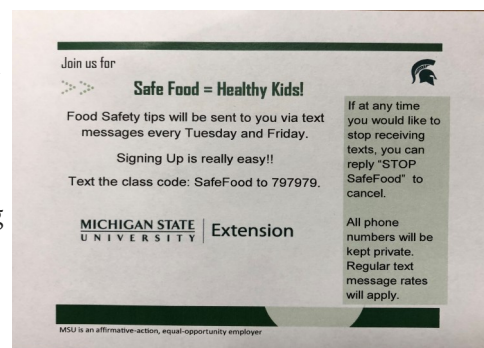 Join us for
Safe Food = Healthy Kids!
Food Safety tips will be sent to you via text
messages every Tuesday and Friday.
Signing Up is really easy!!
Text the class code: SafeFood to 797979.
MICHIGAN STATE
UNIVERSITY
Extension
If at any time
you would like to
stop receiving
texts, you can
reply "STOP
SafeFood" to
cancel.
All phone
numbers will be
kept private.
Regular text
message rates
will apply.
MSU is an affirmative-action, equal-opportunity employer